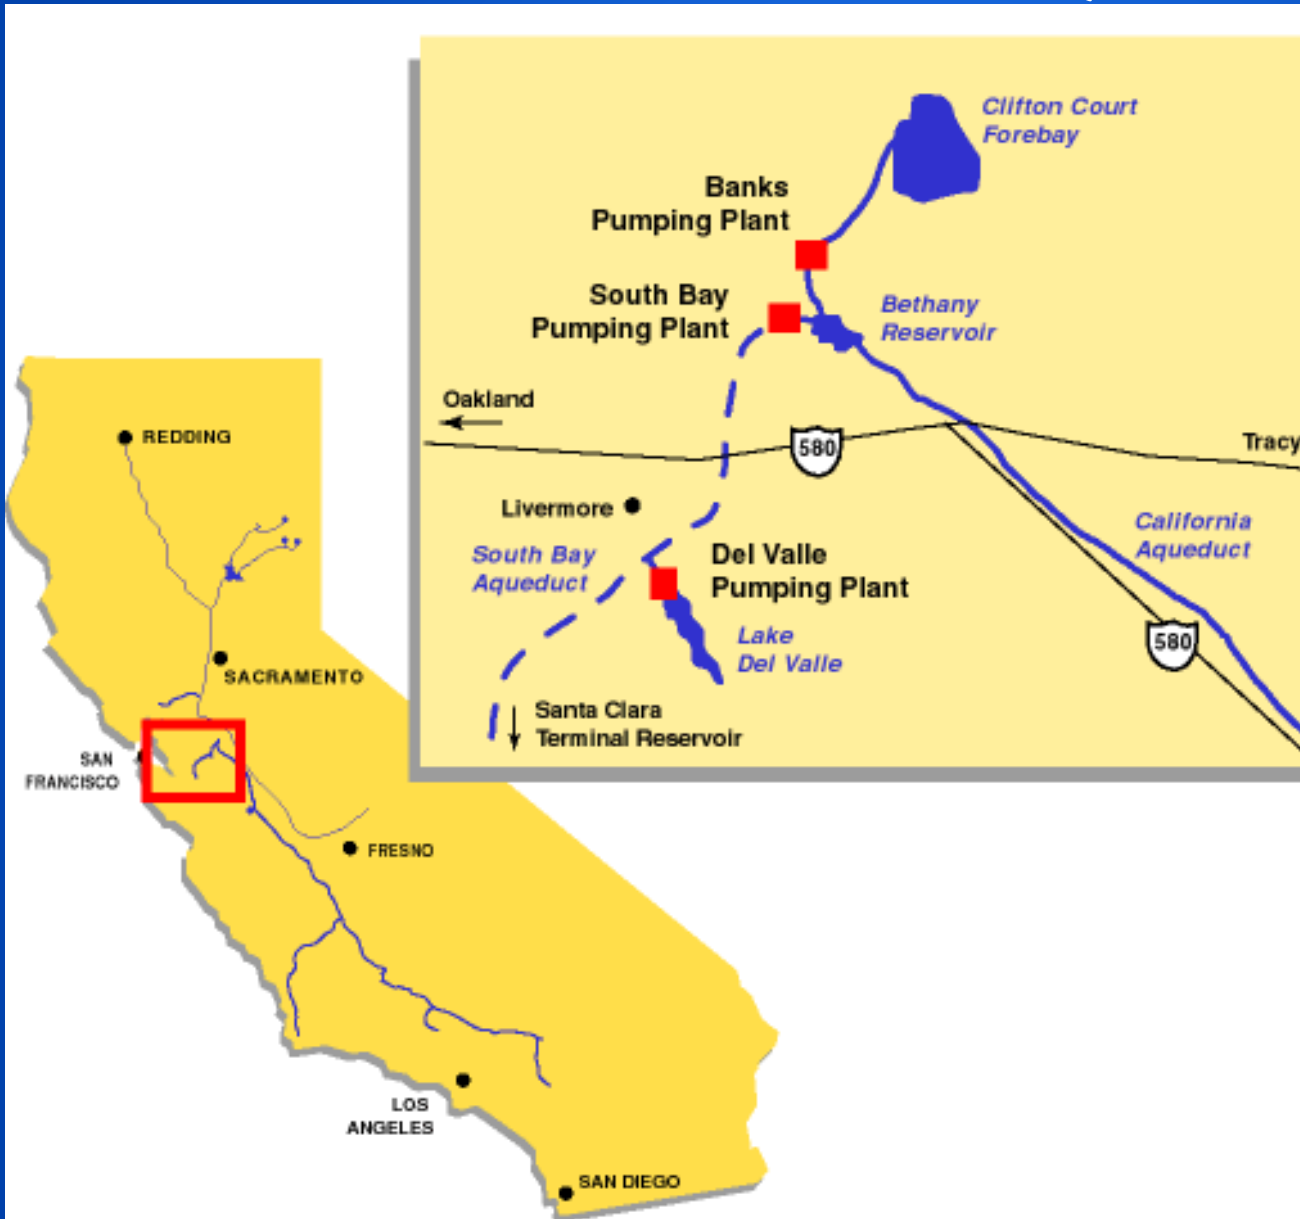 Clifton Court
Forebay
Banks
Pumping Plant
South Bay
Pumping Plant
Bethany
Reservoir
Oakland
580
Tracy
Livermore
California
Aqueduct
South Bay
Aqueduct
Del Valle
Pumping Plant
580
Lake
Del Valle
Santa Clara
Terminal Reservoir
REDDING
SACRAMENTO
SAN
FRANCISCO
FRESNO
LOS
ANGELES
SAN DIEGO